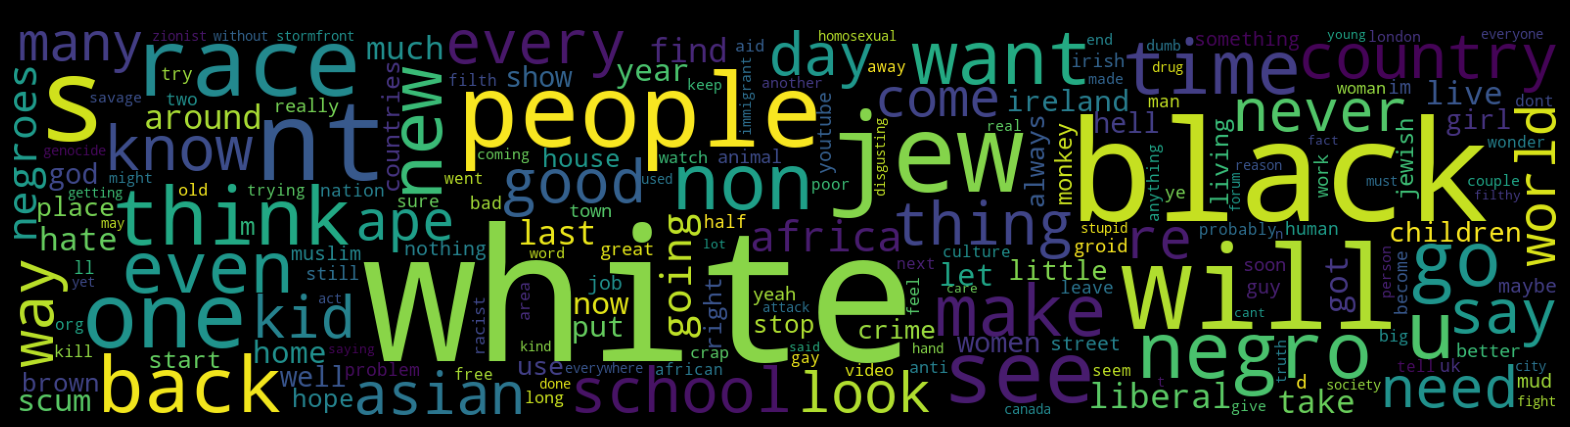 zionist without stormfront
many race much every find aid day homosexual want end irish dumb time something young london everyone country
s try filth show year keep immigrant another away made drug
savage two really countries new people youtube come ireland man woman im live dont
negroes around know nt jew real hell never girl world
genocide god might coming house watch animal non disgusting always monkey black living jewish work wonder
getting old trying nation sure went good used poor anything ye forum reason fact must couple
place think ape bad town thing re probably n human children filthy
may m hate nothing last half africa stupid groid
way ll even muslim white word great going lot next culture let little soon guy got person become maybe go
yet still job now right area yeah feel care leave cant
org one act kid racist kind put stop attack crime make women street will big u say
kill start home saying crap said hand seem negro truth better
brown back problem free use everywhere african gay video anti see tell uk need city
scum well hope asian done long school look canada liberal give d take society mud fight